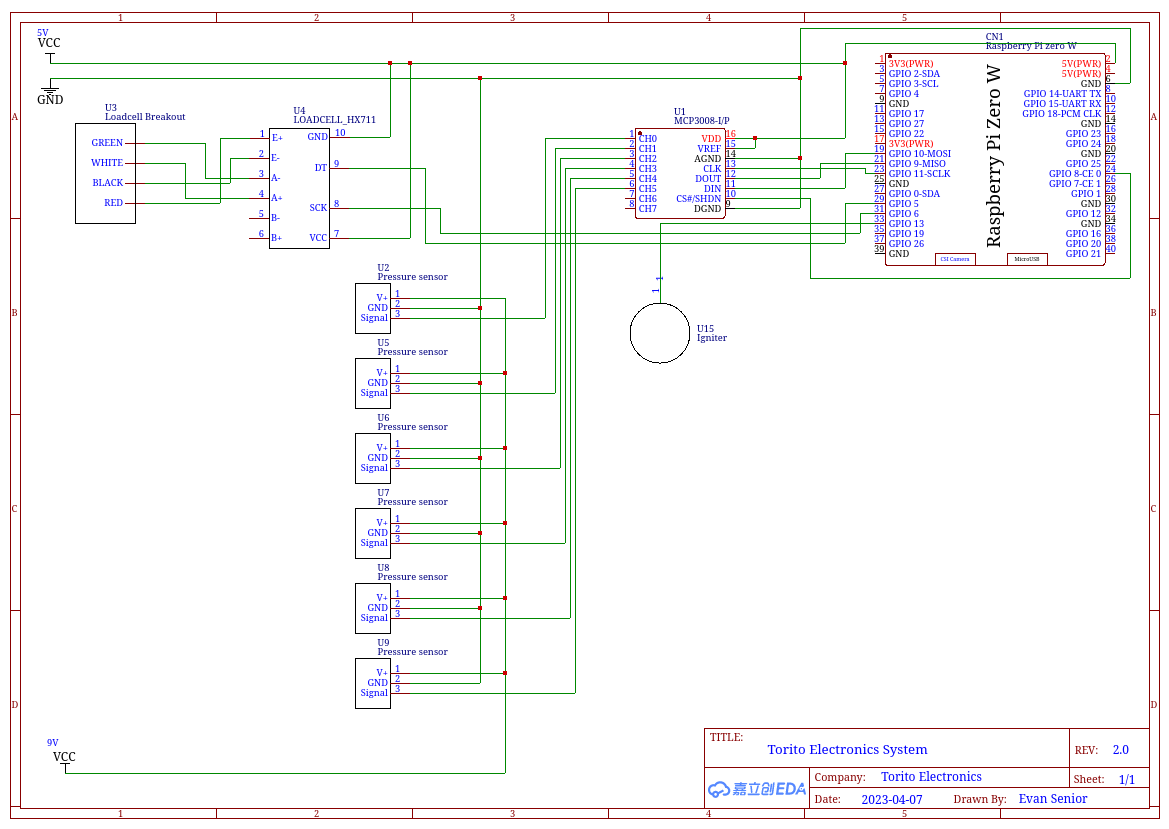 1 2 3 4 5
A B C D
A B C D
5V
VCC
GND
U3
Loadcell Breakout
GREEN
WHITE
BLACK
RED
U4
LOADCELL_HX711
1 E+
2 E-
3 A-
4 A+
5 B-
6 B+
GND 10
DT 9
SCK 8
VCC 7
U1
MCP3008-I/P
1 CH0 VDD 16
2 CH1 VREF 15
3 CH2 AGND 14
4 CH3 CLK 13
5 CH4 DOUT 12
6 CH5 DIN 11
7 CH6 CS#/SHDN 10
8 CH7 DGND 9
CN1
Raspberry Pi zero W
Raspberry Pi Zero W
1 3V3(PWR) 5V(PWR) 2
3 GPIO 2-SDA 5V(PWR) 4
5 GPIO 3-SCL GND 6
7 GPIO 4 GPIO 14-UART TX 8
9 GND GPIO 15-UART RX 10
11 GPIO 17 GPIO 18-PCM CLK 12
13 GPIO 27 GND 14
15 GPIO 22 GPIO 23 16
17 3V3(PWR) GPIO 24 18
19 GPIO 10-MOSI GND 20
21 GPIO 9-MISO GPIO 25 22
23 GPIO 11-SCLK GPIO 8-CE 0 24
25 GND GPIO 7-CE 1 26
27 GPIO 0-SDA GPIO 1 28
29 GPIO 5 GND 30
31 GPIO 6 GPIO 12 32
33 GPIO 13 GND 34
35 GPIO 19 GPIO 16 36
37 GPIO 26 GPIO 20 38
39 GND GPIO 21 40
CSI Camera MicroUSB
U2
Pressure sensor
V+ 1
GND 2
Signal 3
U5
Pressure sensor
V+ 1
GND 2
Signal 3
U6
Pressure sensor
V+ 1
GND 2
Signal 3
U7
Pressure sensor
V+ 1
GND 2
Signal 3
U8
Pressure sensor
V+ 1
GND 2
Signal 3
U9
Pressure sensor
V+ 1
GND 2
Signal 3
1
1
U15
Igniter
9V
VCC
TITLE:
Torito Electronics System
REV: 2.0
嘉立创EDA
Company: Torito Electronics
Sheet: 1/1
Date: 2023-04-07 Drawn By: Evan Senior
1 2 3 4 5